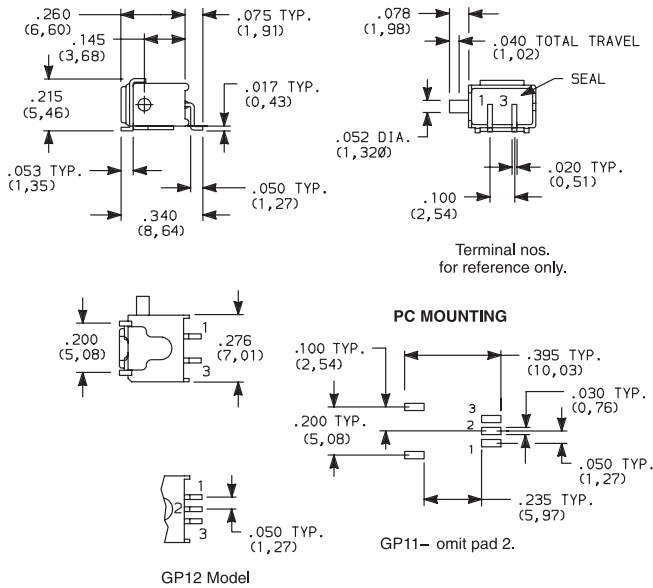 .260
(6,60)
.075 TYP.
(1,91)
.145
(3,68)
.017 TYP.
(0,43)
.215
(5,46)
.053 TYP.
(1,35)
.050 TYP.
(1,27)
.340
(8,64)
.078
(1,98)
.040 TOTAL TRAVEL
(1,02)
SEAL
1 3
.052 DIA.
(1,32Ø)
.020 TYP.
(0,51)
.100
(2,54)
Terminal nos.
for reference only.
.200
(5,08)
1
3
.276
(7,01)
PC MOUNTING
.100 TYP.
(2,54)
.395 TYP.
(10,03)
.030 TYP.
(0,76)
3
2
1
.200 TYP.
(5,08)
.050 TYP.
(1,27)
.235 TYP.
(5,97)
GP11– omit pad 2.
1
2
3
.050 TYP.
(1,27)
GP12 Model